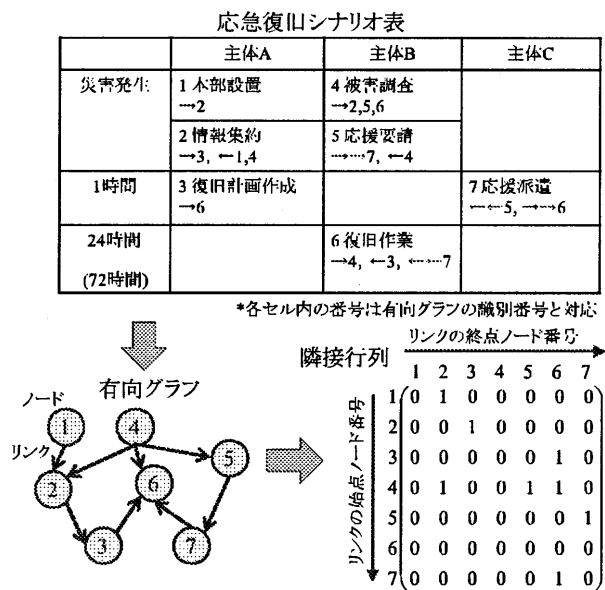 応急復旧シナリオ表
主体A 主体B 主体C
災害発生 1 本部設置 4 被害調査
→2 →2,5,6
2 情報集約 5 応援要請
→3, ←1,4 →→7, ←4
1時間 3 復旧計画作成 7 応援派遣
→6 ←←5, →→6
24時間 6 復旧作業
(72時間) →4, ←3, ←←7
*各セル内の番号は有向グラフの識別番号と対応
リンクの終点ノード番号
隣接行列
1 2 3 4 5 6 7
有向グラフ
ノード
リンク
1 4 5 2 6 3 7
リンクの始点ノード番号
1 0 1 0 0 0 0 0
2 0 0 1 0 0 0 0
3 0 0 0 0 0 1 0
4 0 1 0 0 1 1 0
5 0 0 0 0 0 0 1
6 0 0 0 0 0 0 0
7 0 0 0 0 0 1 0